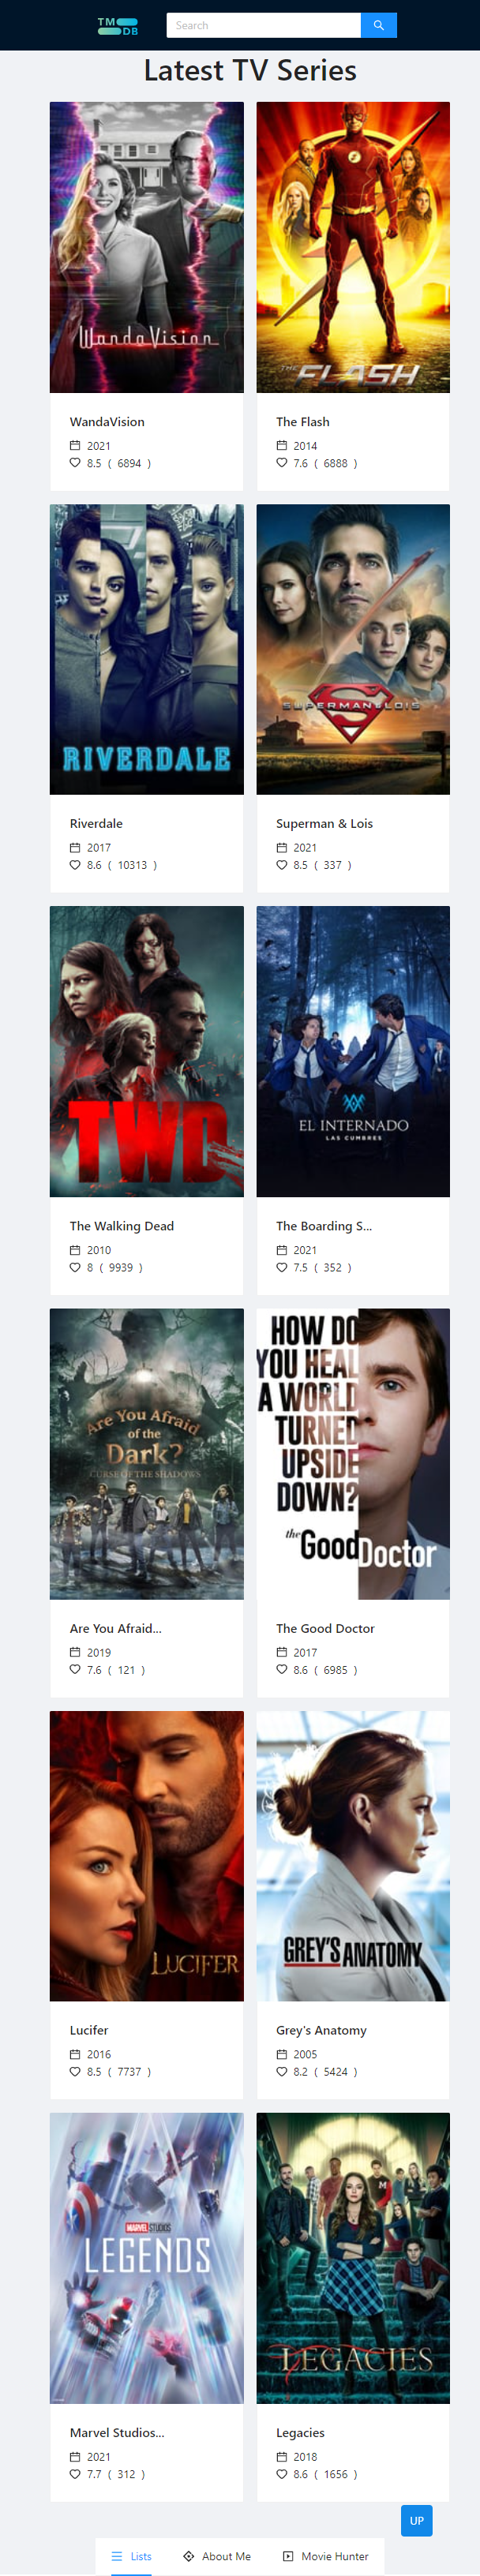 TMDB
Search
Latest TV Series
WandaVision
THE FLASH
WandaVision
2021
8.5 ( 6894 )
The Flash
2014
7.6 ( 6888 )
RIVERDALE
SUPERMAN & LOIS
Riverdale
2017
8.6 ( 10313 )
Superman & Lois
2021
8.5 ( 337 )
TWD
EL INTERNADO
LAS CUMBRES
The Walking Dead
2010
8 ( 9939 )
The Boarding S...
2021
7.5 ( 352 )
Are You Afraid
of the
Dark?
CURSE OF THE SHADOWS
HOW DO
YOU HEAL
A WORLD
TURNED
UPSIDE
DOWN?
the Good Doctor
Are You Afraid...
2019
7.6 ( 121 )
The Good Doctor
2017
8.6 ( 6985 )
LUCIFER
GREY'S ANATOMY
Lucifer
2016
8.5 ( 7737 )
Grey's Anatomy
2005
8.2 ( 5424 )
MARVEL STUDIOS
LEGENDS
M
LEGACIES
Marvel Studios...
2021
7.7 ( 312 )
Legacies
2018
8.6 ( 1656 )
UP
Lists
About Me
Movie Hunter